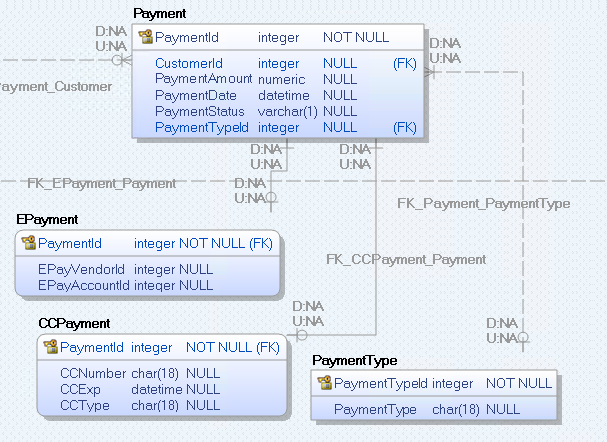 Payment
D:NA
U:NA
PaymentId integer NOT NULL
D:NA
U:NA
CustomerId integer NULL (FK)
PaymentAmount numeric NULL
PaymentDate datetime NULL
PaymentStatus varchar(1) NULL
PaymentTypeId integer NULL (FK)
ayment_Customer
D:NA
U:NA
D:NA
U:NA
FK_EPayment_Payment
D:NA
U:NA
FK_Payment_PaymentType
EPayment
PaymentId integer NOT NULL (FK)
EPayVendorId integer NULL
EPayAccountId integer NULL
FK_CCPayment_Payment
D:NA
U:NA
CCPayment
PaymentId integer NOT NULL (FK)
CCNumber char(18) NULL
CCExp datetime NULL
CCType char(18) NULL
D:NA
U:NA
PaymentType
PaymentTypeId integer NOT NULL
PaymentType char(18) NULL